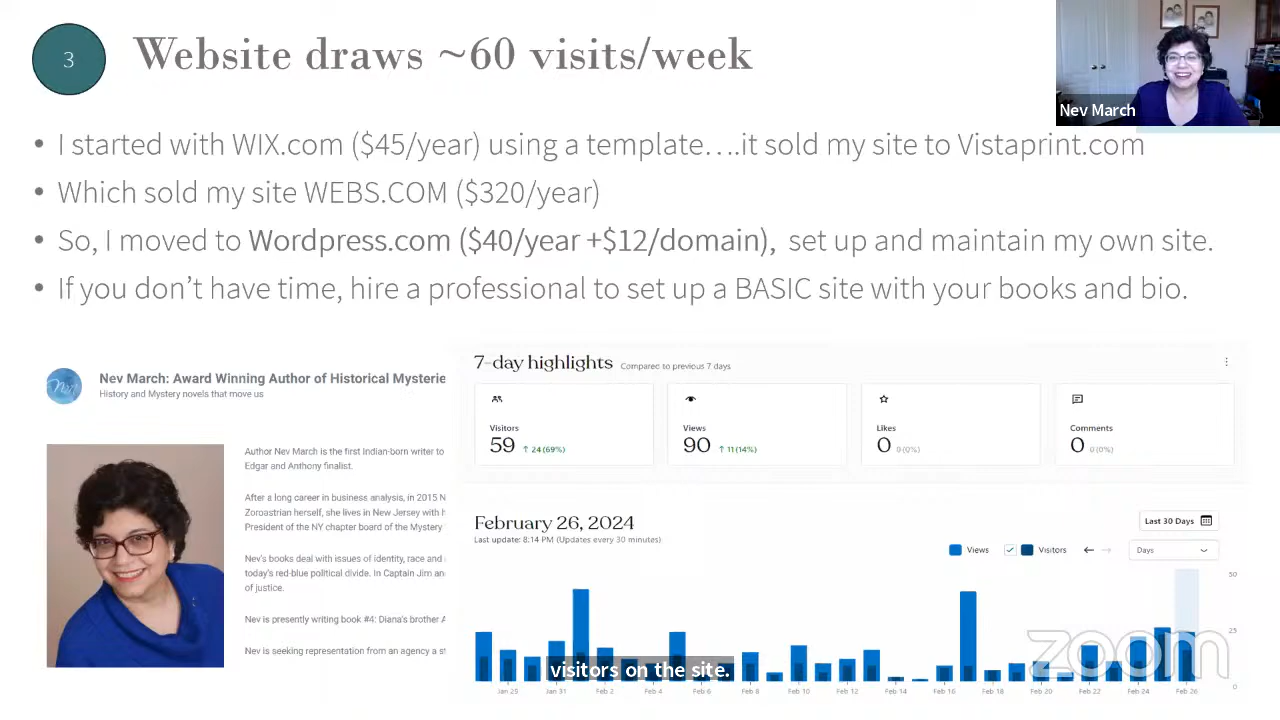 3
Website draws ~60 visits/week
Nev March
• I started with WIX.com ($45/year) using a template….it sold my site to Vistaprint.com
• Which sold my site WEBS.COM ($320/year)
• So, I moved to Wordpress.com ($40/year +$12/domain), set up and maintain my own site.
• If you don't have time, hire a professional to set up a BASIC site with your books and bio.
Nev March: Award Winning Author of Historical Mysterie
History and Mystery novels that move us
Author Nev March is the first Indian-born writer to
Edgar and Anthony finalist.
After a long career in business analysis, in 2015 N
Zoroastrian herself, she lives in New Jersey with h
President of the NY chapter board of the Mystery
Nev's books deal with issues of identity, race and
today's red-blue political divide. In Captain Jim an
of justice.
Nev is presently writing book #4: Diana's brother A
Nev is seeking representation from an agency a st
7-day highlights Compared to previous 7 days
Visitors Views Likes Comments
59 ↑ 24 (69%) 90 ↑ 11 (14%) 0 0 (0%) 0 0 (0%)
February 26, 2024
Last update: 8:14 PM (Updates every 30 minutes)
Last 30 Days
Views Visitors
Days
50
25
0
Jan 25 Jan 31 Feb 2 Feb 4 Feb 6 Feb 8 Feb 10 Feb 12 Feb 14 Feb 16 Feb 18 Feb 20 Feb 22 Feb 24 Feb 26
visitors on the site.
zoom